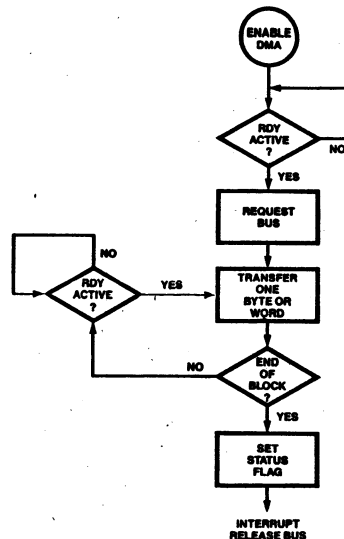 ENABLE
DMA
RDY
ACTIVE
?
NO
YES
REQUEST
BUS
NO
RDY
ACTIVE
?
YES
TRANSFER
ONE
BYTE OR
WORD
NO
END
OF
BLOCK
?
YES
SET
STATUS
FLAG
INTERRUPT
RELEASE BUS